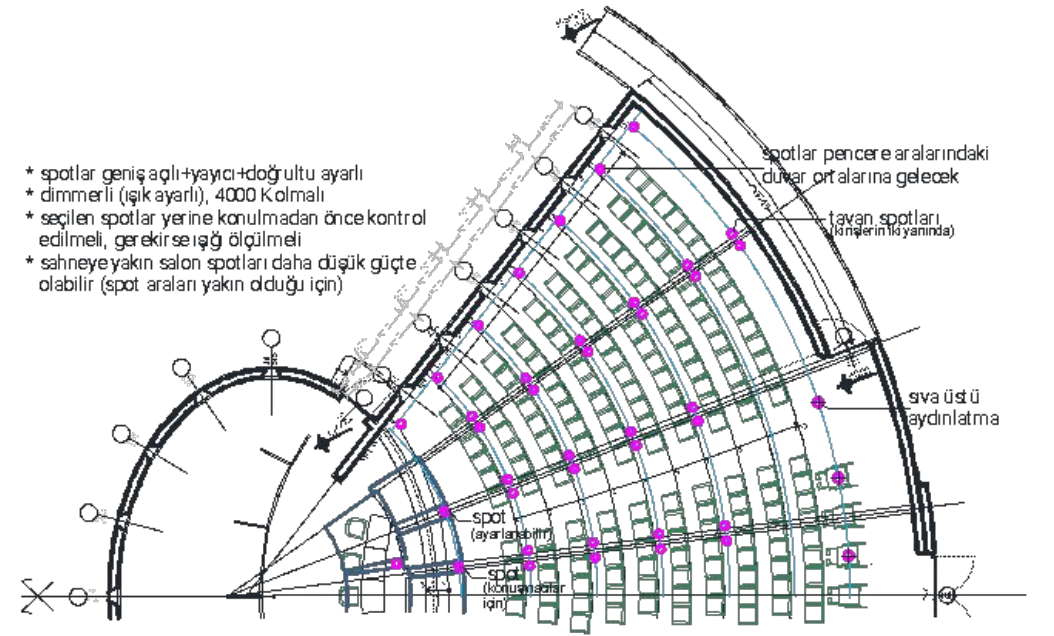 * spotlar geniş açılı+yayıcı+doğrultu ayarlı
* dimmerli (ışık ayarlı), 4000 K olmalı
* seçilen spotlar yerine konulmadan önce kontrol
edilmeli, gerekirse ışığı ölçülmeli
* sahneye yakın salon spotları daha düşük güçte
olabilir (spot araları yakın olduğu için)
spotlar pencere aralarındaki
duvar ortalarına gelecek
tavan spotları
(kirişlerin iki yanında)
sıva üstü
aydınlatma
spot
(ayarlanabilir)
spot
(konuşmacılar
için)